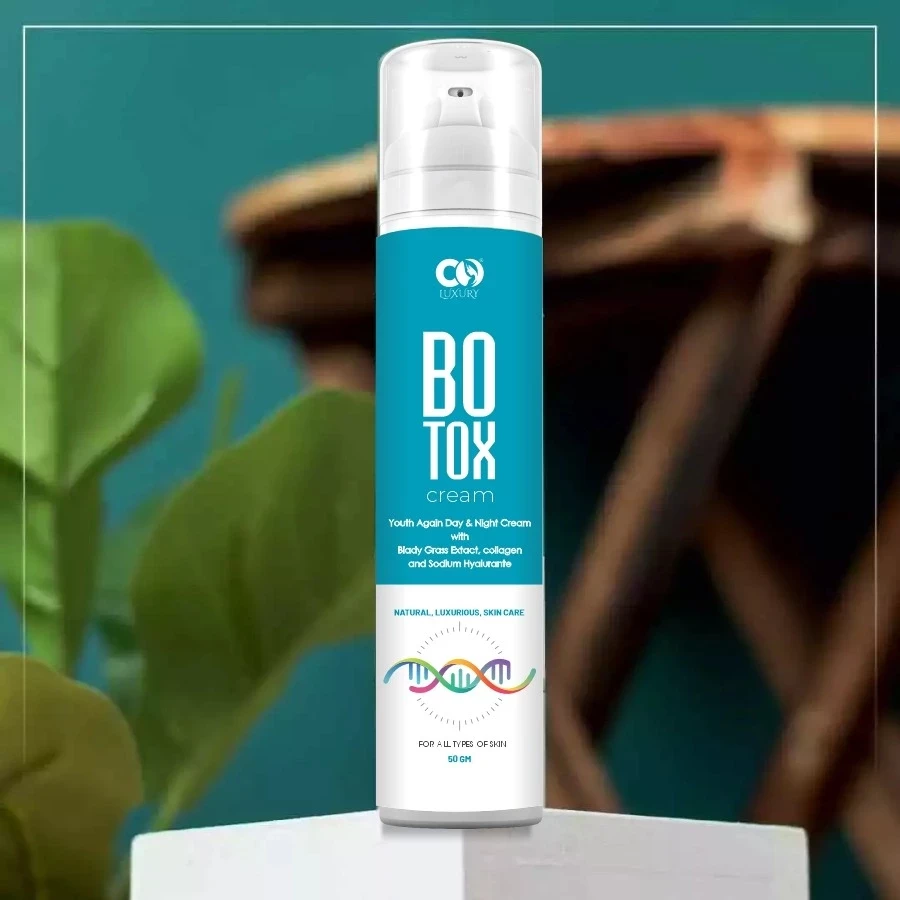 CO
LUXURY
BO
TOX
cream
Youth Again Day & Night Cream
with
Blady Grass Extact, collagen
and Sodium Hyalurante
NATURAL, LUXURIOUS, SKIN CARE
FOR ALL TYPES OF SKIN
50 GM